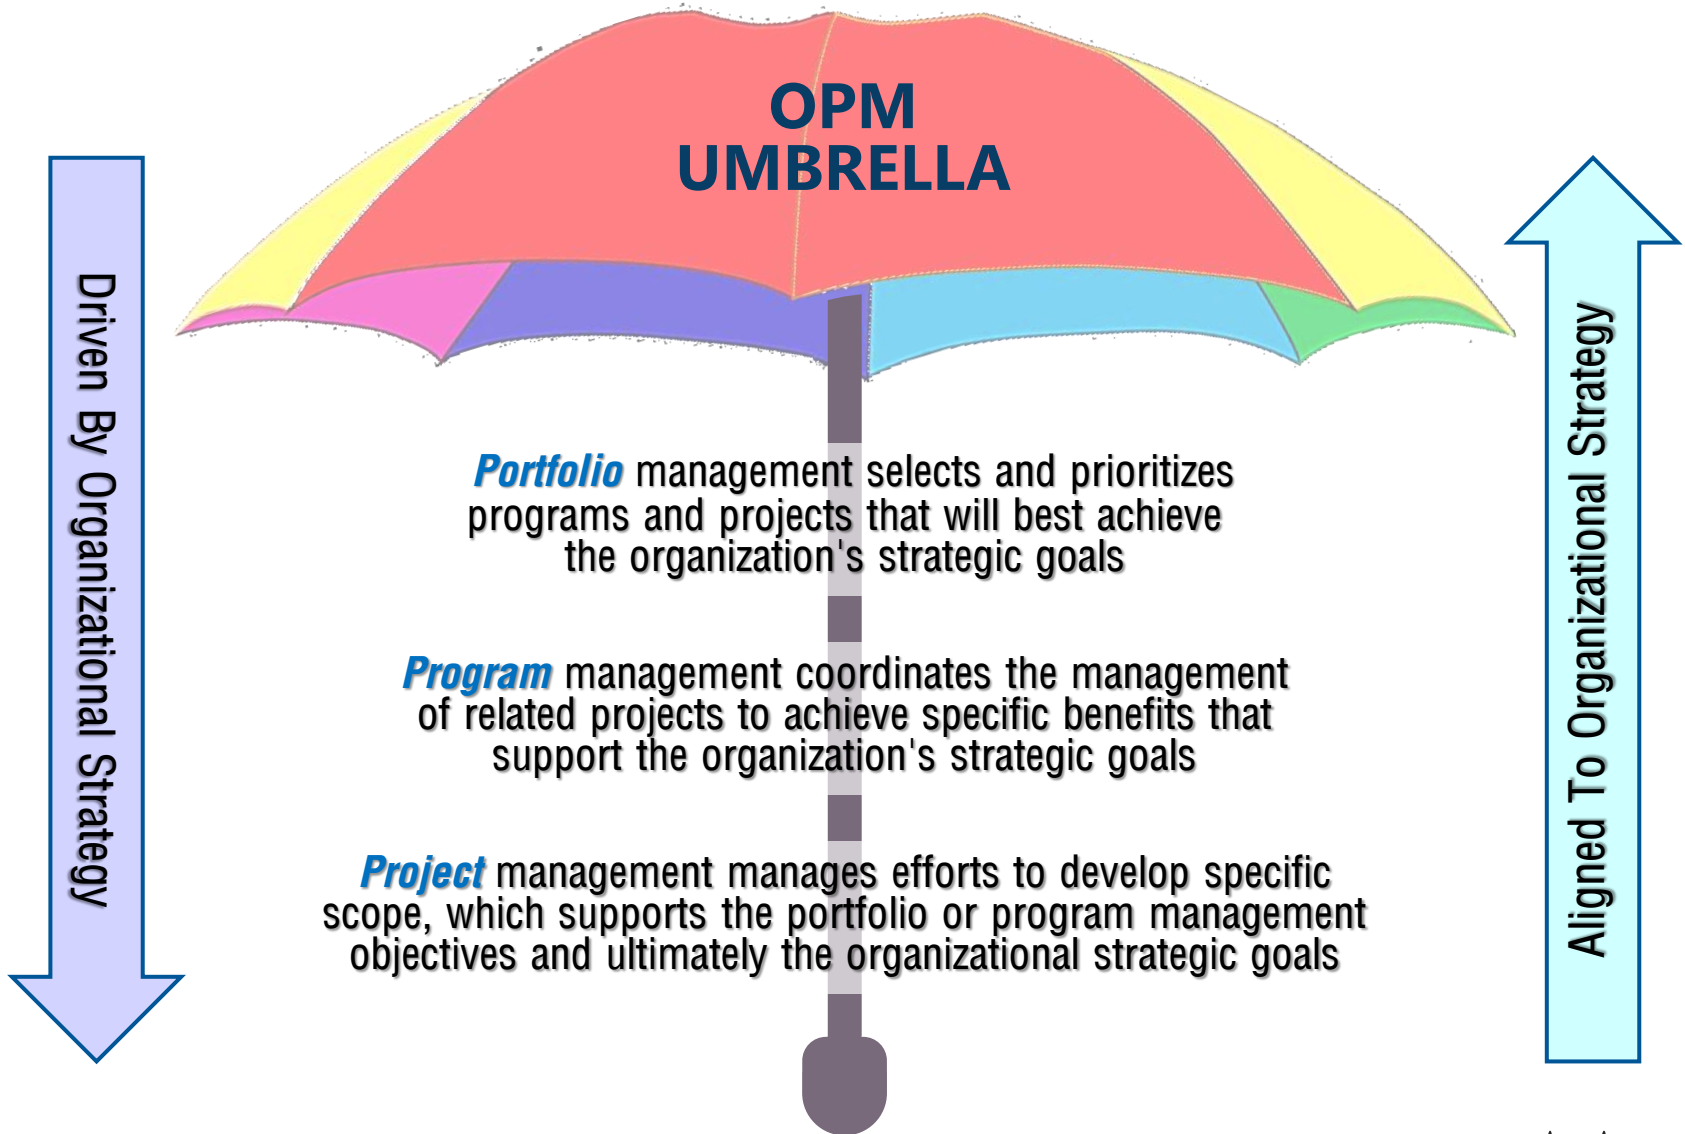 OPM
UMBRELLA
Driven By Organizational Strategy
Portfolio management selects and prioritizes
programs and projects that will best achieve
the organization's strategic goals
Program management coordinates the management
of related projects to achieve specific benefits that
support the organization's strategic goals
Project management manages efforts to develop specific
scope, which supports the portfolio or program management
objectives and ultimately the organizational strategic goals
Aligned To Organizational Strategy